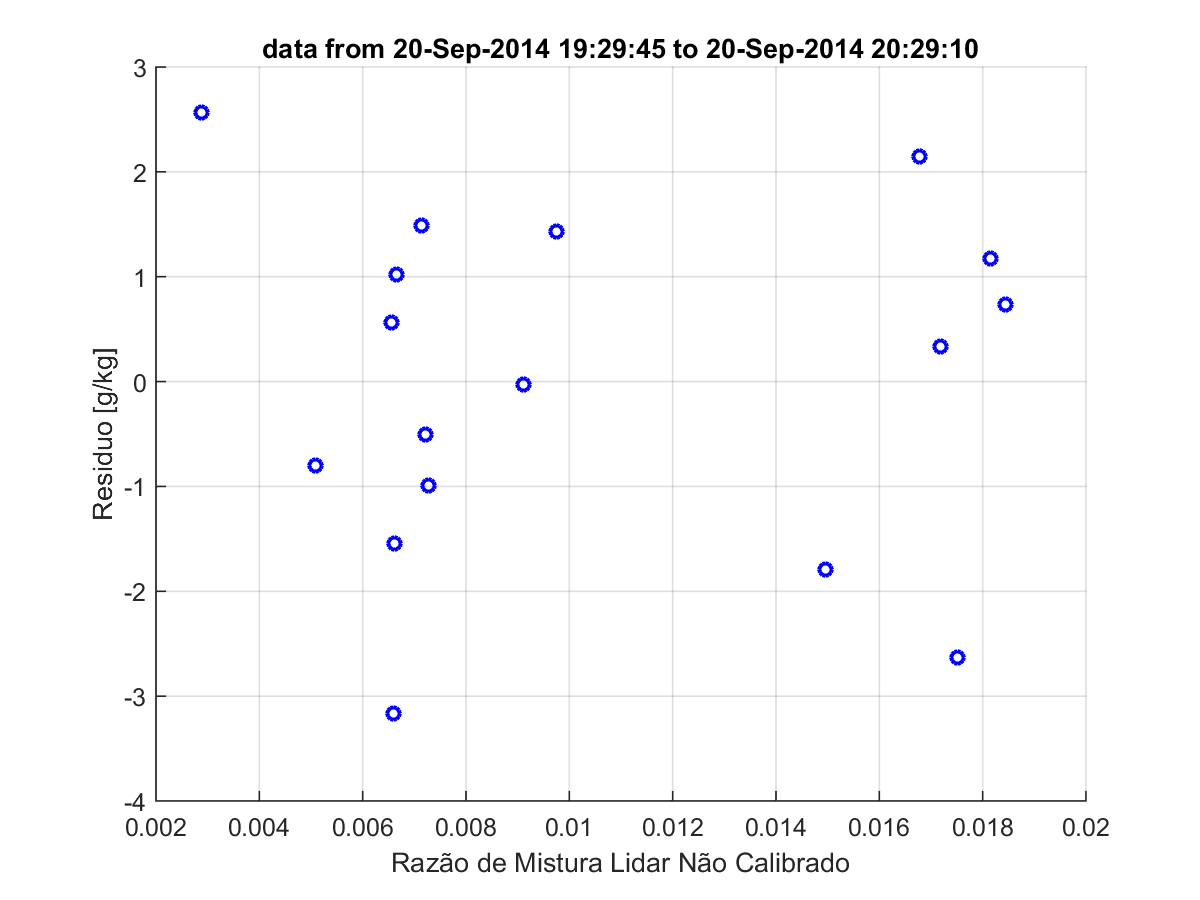 data from 20-Sep-2014 19:29:45 to 20-Sep-2014 20:29:10
3
2
1
0
-1
-2
-3
-4
Residuo [g/kg]
0.002 0.004 0.006 0.008 0.01 0.012 0.014 0.016 0.018 0.02
Razão de Mistura Lidar Não Calibrado